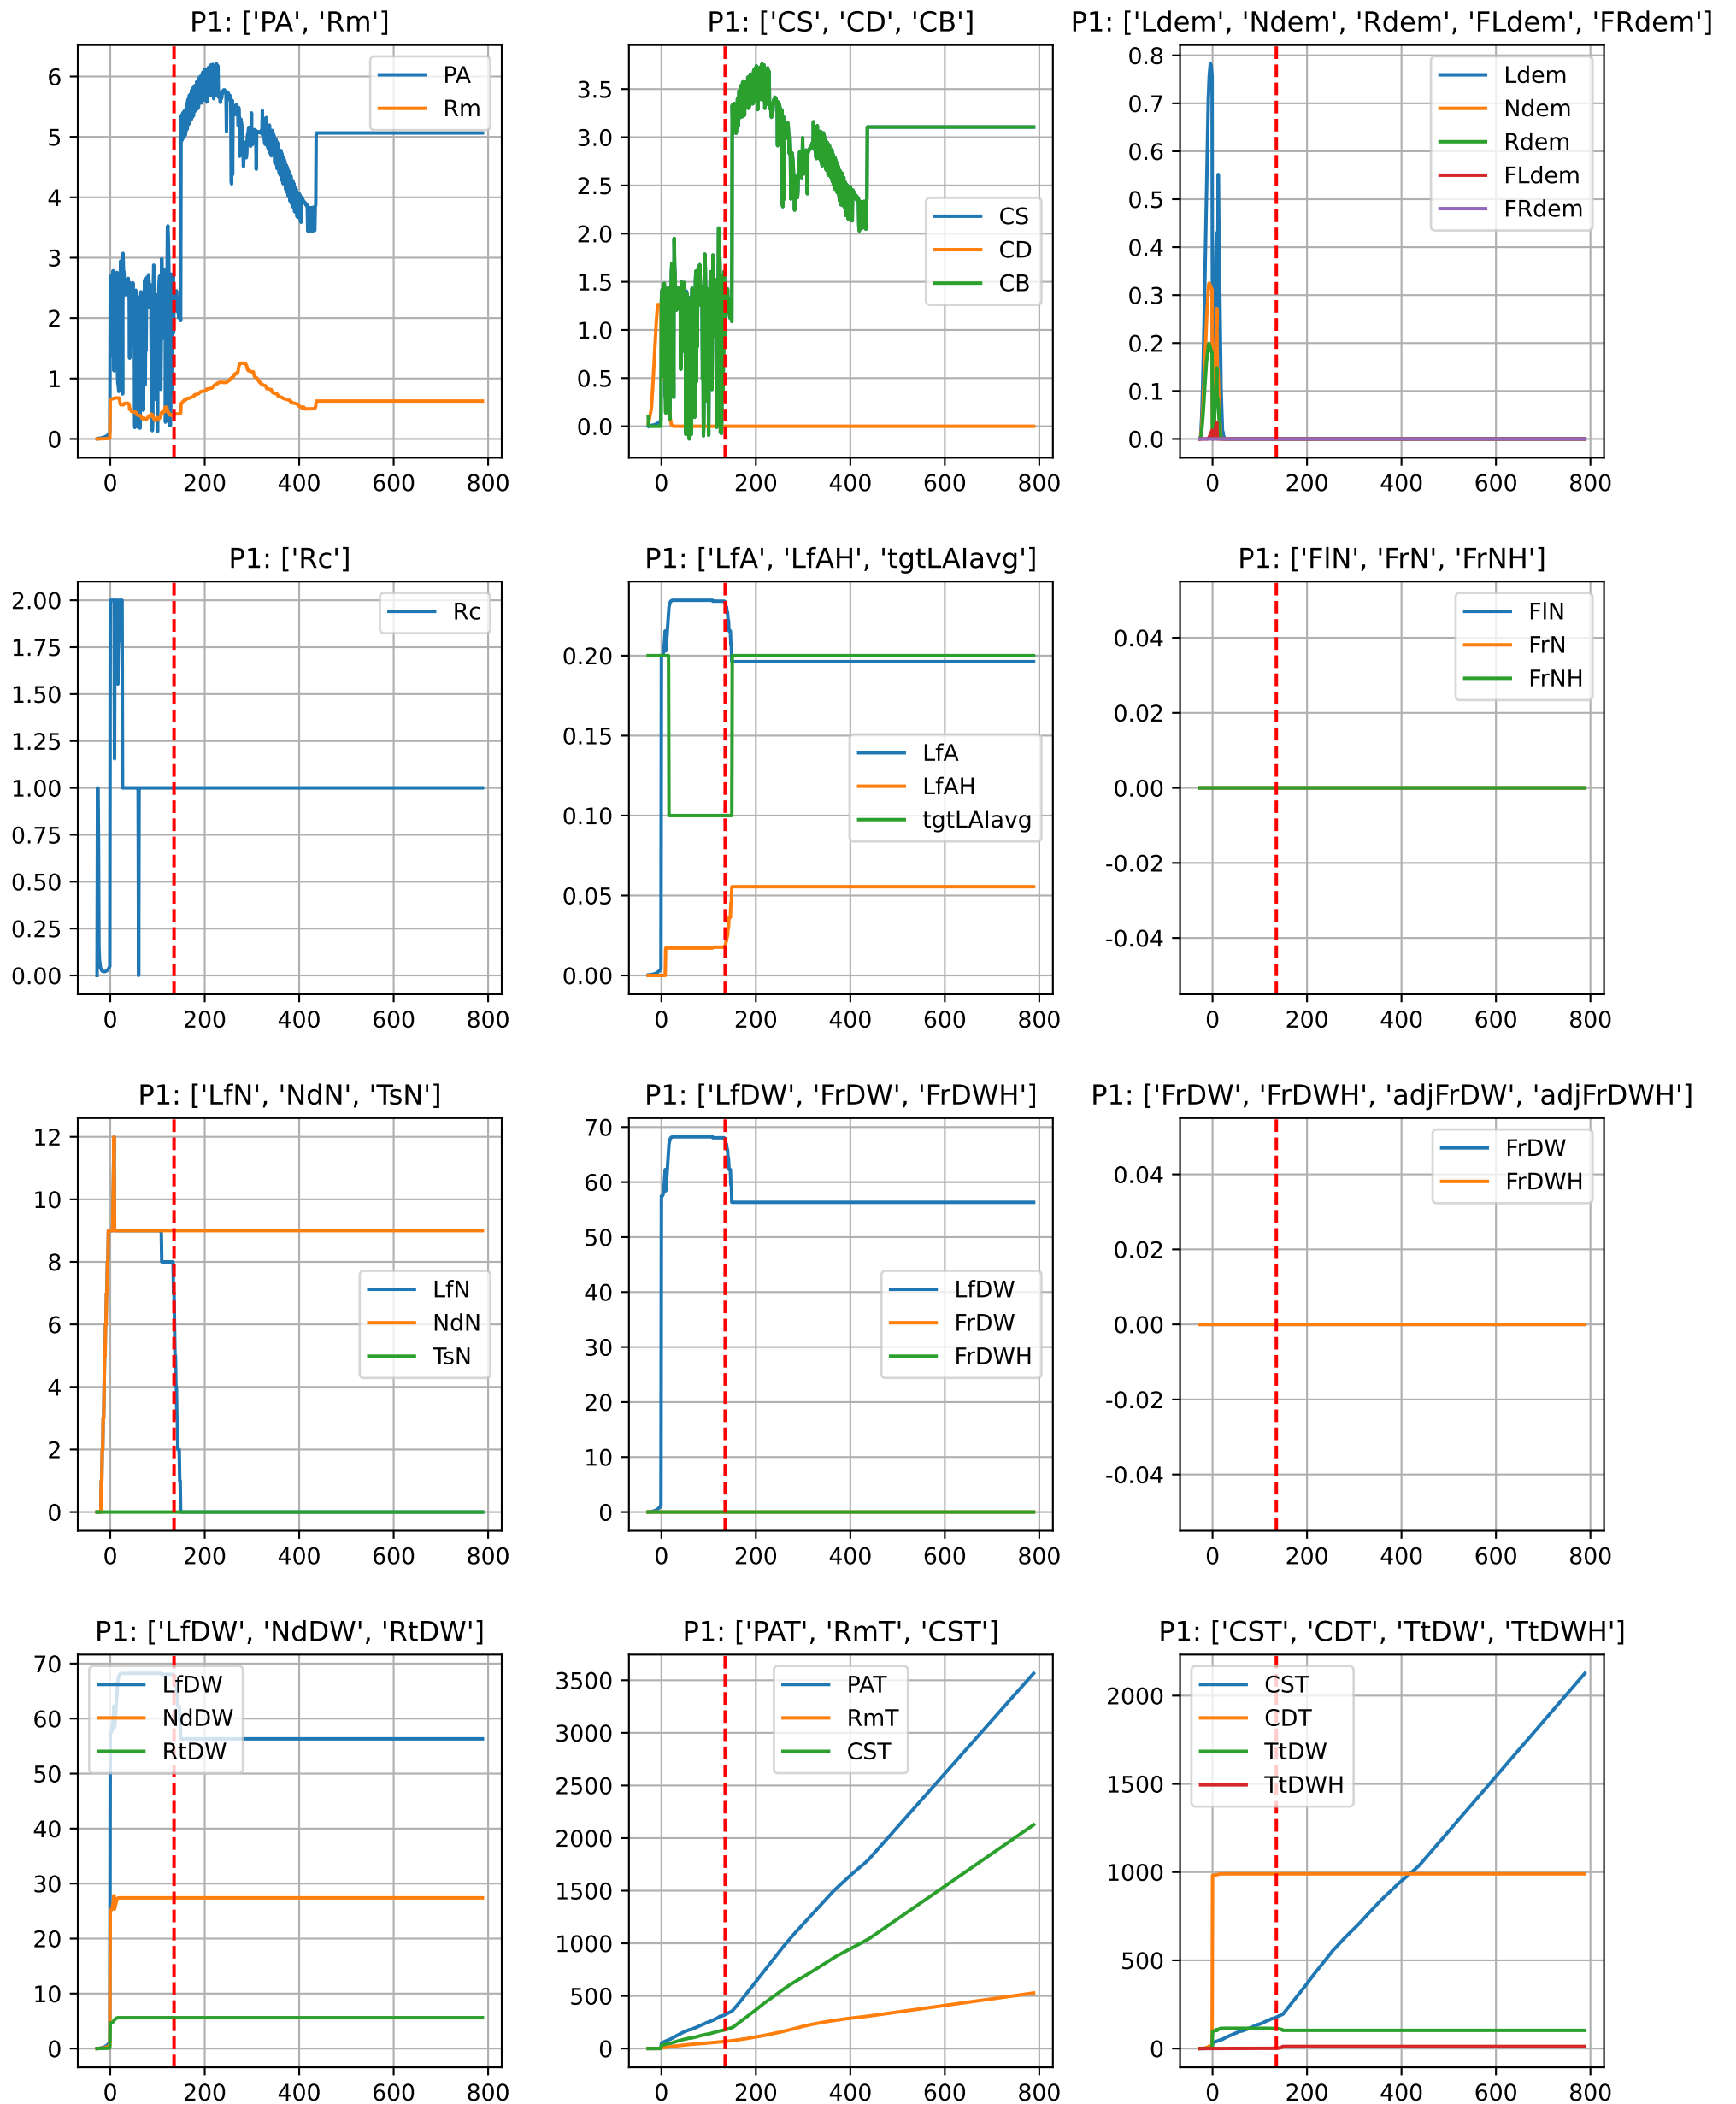 P1: ['PA', 'Rm']
PA
Rm
6
5
4
3
2
1
0
0 200 400 600 800
P1: ['CS', 'CD', 'CB']
CS
CD
CB
3.5
3.0
2.5
2.0
1.5
1.0
0.5
0.0
0 200 400 600 800
P1: ['Ldem', 'Ndem', 'Rdem', 'FLdem', 'FRdem']
Ldem
Ndem
Rdem
FLdem
FRdem
0.8
0.7
0.6
0.5
0.4
0.3
0.2
0.1
0.0
0 200 400 600 800
P1: ['Rc']
Rc
2.00
1.75
1.50
1.25
1.00
0.75
0.50
0.25
0.00
0 200 400 600 800
P1: ['LfA', 'LfAH', 'tgtLAIavg']
LfA
LfAH
tgtLAIavg
0.20
0.15
0.10
0.05
0.00
0 200 400 600 800
P1: ['FlN', 'FrN', 'FrNH']
FlN
FrN
FrNH
0.04
0.02
0.00
-0.02
-0.04
0 200 400 600 800
P1: ['LfN', 'NdN', 'TsN']
LfN
NdN
TsN
12
10
8
6
4
2
0
0 200 400 600 800
P1: ['LfDW', 'FrDW', 'FrDWH']
LfDW
FrDW
FrDWH
70
60
50
40
30
20
10
0
0 200 400 600 800
P1: ['FrDW', 'FrDWH', 'adjFrDW', 'adjFrDWH']
FrDW
FrDWH
0.04
0.02
0.00
-0.02
-0.04
0 200 400 600 800
P1: ['LfDW', 'NdDW', 'RtDW']
LfDW
NdDW
RtDW
70
60
50
40
30
20
10
0
0 200 400 600 800
P1: ['PAT', 'RmT', 'CST']
PAT
RmT
CST
3500
3000
2500
2000
1500
1000
500
0
0 200 400 600 800
P1: ['CST', 'CDT', 'TtDW', 'TtDWH']
CST
CDT
TtDW
TtDWH
2000
1500
1000
500
0
0 200 400 600 800